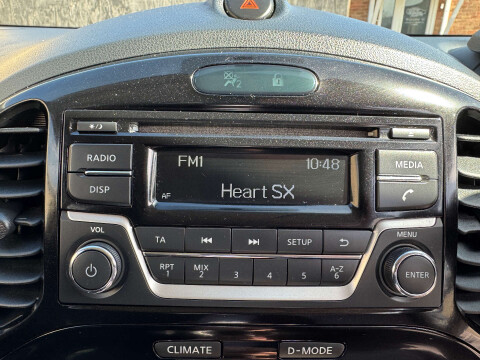 2
RADIO
DISP
FM1
10:48
AF
Heart SX
MEDIA
VOL
TA
SETUP
MENU
RPT
1
MIX
2
3
4
5
A-Z
6
ENTER
CLIMATE
D-MODE